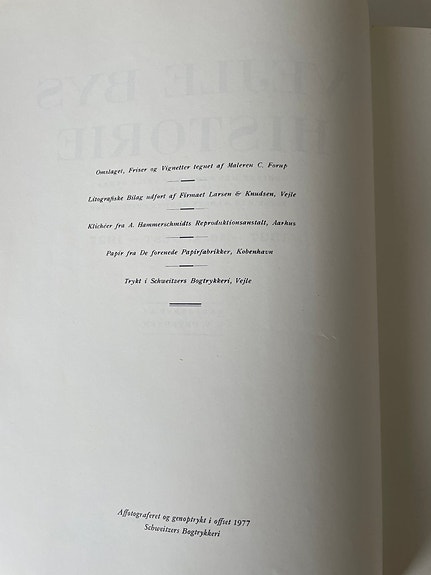 Omslaget, Friser og Vignetter tegnet af Maleren C. Forup
Litografiske Bilag udført af Firmaet Larsen & Knudsen, Vejle
Klichéer fra A. Hammerschmidts Reproduktionsanstalt, Aarhus
Papir fra De forenede Papirfabrikker, København
Trykt i Schweitzers Bogtrykkeri, Vejle
Affotograferet og genoptrykt i offset 1977
Schweitzers Bogtrykkeri